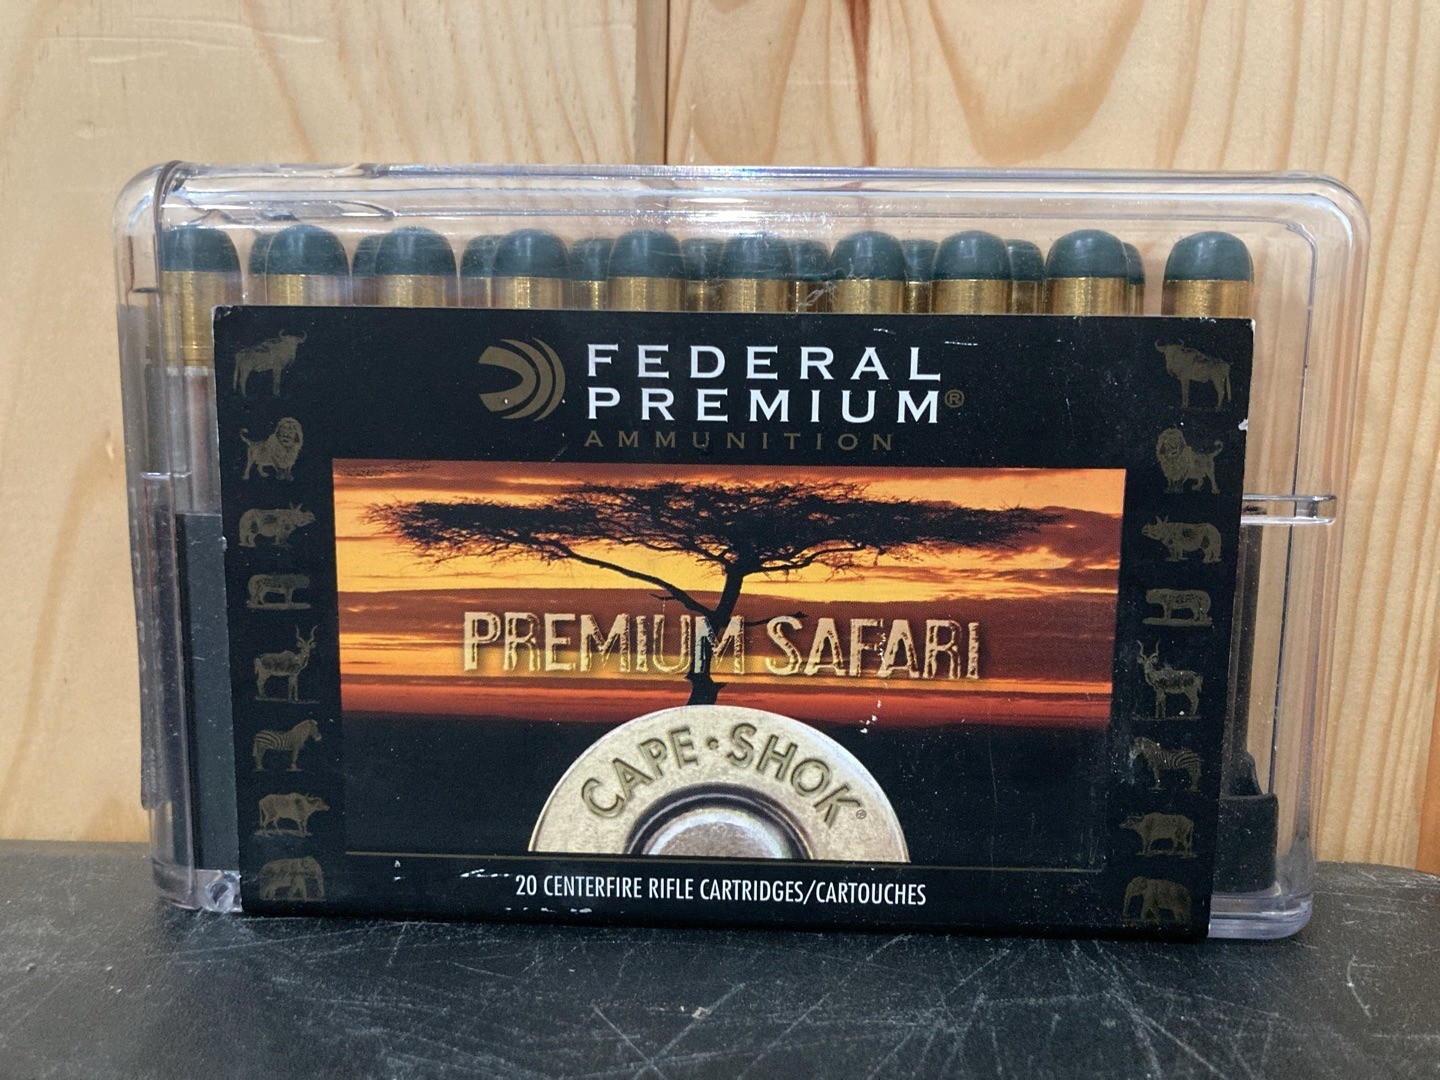 FEDERAL
PREMIUM®
AMMUNITION
PREMIUM SAFARI
CAPE•SHOK®
20 CENTERFIRE RIFLE CARTRIDGES/CARTOUCHES